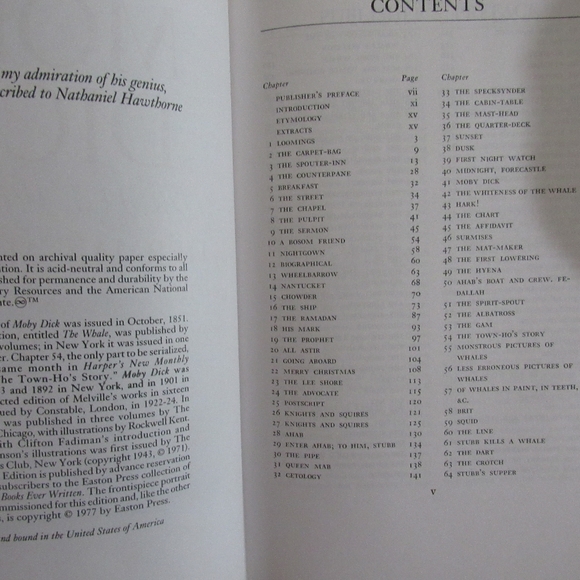 my admiration of his genius,
cribed to Nathaniel Hawthorne
nted on archival quality paper especially
ation. It is acid-neutral and conforms to all
shed for permanence and durability by the
ry Resources and the American National
ate. ∞™
of Moby Dick was issued in October, 1851.
tion, entitled The Whale, was published by
volumes; in New York it was issued in one
er. Chapter 54, the only part to be serialized,
same month in Harper's New Monthly
he Town-Ho's Story." Moby Dick was
3 and 1892 in New York, and in 1901 in
cted edition of Melville's works in sixteen
ued by Constable, London, in 1922-24. In
was published in three volumes by The
Chicago, with illustrations by Rockwell Kent.
ith Clifton Fadiman's introduction and
nson's illustrations was first issued by The
s Club, New York (copyright 1943, © 1971).
Edition is published by advance reservation
ubscribers to the Easton Press collection of
Books Ever Written. The frontispiece portrait
mmissioned for this edition and, like the other
s, is copyright © 1977 by Easton Press.
nd bound in the United States of America
CONTENTS
Chapter Page
PUBLISHER'S PREFACE vii
INTRODUCTION xi
ETYMOLOGY xv
EXTRACTS xv
1 LOOMINGS 3
2 THE CARPET-BAG 9
3 THE SPOUTER-INN 13
4 THE COUNTERPANE 28
5 BREAKFAST 32
6 THE STREET 34
7 THE CHAPEL 37
8 THE PULPIT 41
9 THE SERMON 45
10 A BOSOM FRIEND 54
11 NIGHTGOWN 58
12 BIOGRAPHICAL 60
13 WHEELBARROW 63
14 NANTUCKET 68
15 CHOWDER 70
16 THE SHIP 73
17 THE RAMADAN 87
18 HIS MARK 93
19 THE PROPHET 97
20 ALL ASTIR 101
21 GOING ABOARD 104
22 MERRY CHRISTMAS 108
23 THE LEE SHORE 113
24 THE ADVOCATE 115
25 POSTSCRIPT 120
26 KNIGHTS AND SQUIRES 121
27 KNIGHTS AND SQUIRES 125
28 AHAB 130
29 ENTER AHAB; TO HIM, STUBB 134
30 THE PIPE 137
31 QUEEN MAB 138
32 CETOLOGY 141
Chapter
33 THE SPECKSYNDER
34 THE CABIN-TABLE
35 THE MAST-HEAD
36 THE QUARTER-DECK
37 SUNSET
38 DUSK
39 FIRST NIGHT WATCH
40 MIDNIGHT, FORECASTLE
41 MOBY DICK
42 THE WHITENESS OF THE WHALE
43 HARK!
44 THE CHART
45 THE AFFIDAVIT
46 SURMISES
47 THE MAT-MAKER
48 THE FIRST LOWERING
49 THE HYENA
50 AHAB'S BOAT AND CREW. FE-
DALLAH
51 THE SPIRIT-SPOUT
52 THE ALBATROSS
53 THE GAM
54 THE TOWN-HO'S STORY
55 MONSTROUS PICTURES OF
WHALES
56 LESS ERRONEOUS PICTURES OF
WHALES
57 OF WHALES IN PAINT, IN TEETH,
&C.
58 BRIT
59 SQUID
60 THE LINE
61 STUBB KILLS A WHALE
62 THE DART
63 THE CROTCH
64 STUBB'S SUPPER
v